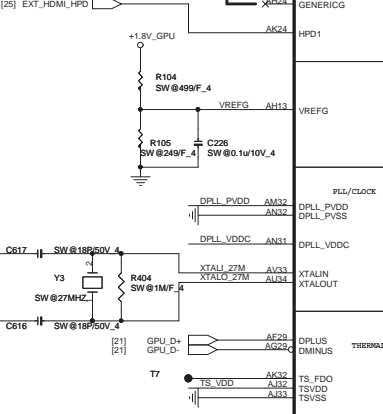 [25] EXT_HDMI_HPD
AH24 GENERICG
AK24 HPD1
+1.8V_GPU
R104
SW@499/F_4
VREFG AH13 VREFG
R105
SW@249/F_4
C226
SW@0.1u/10V_4
PLL/CLOCK
DPLL_PVDD AM32 DPLL_PVDD
AN32 DPLL_PVSS
DPLL_VDDC AN31 DPLL_VDDC
C617 SW@18P/50V_4
2
XTALI_27M AV33 XTALIN
XTALO_27M AU34 XTALOUT
Y3
SW@27MHZ
R404
SW@1M/F_4
C616 SW@18P/50V_4
[21] GPU_D+ AF29 DPLUS
[21] GPU_D- AG29 DMINUS
THERMAL
T7
AK32 TS_FDO
TS_VDD AJ32 TSVDD
AJ33 TSVSS